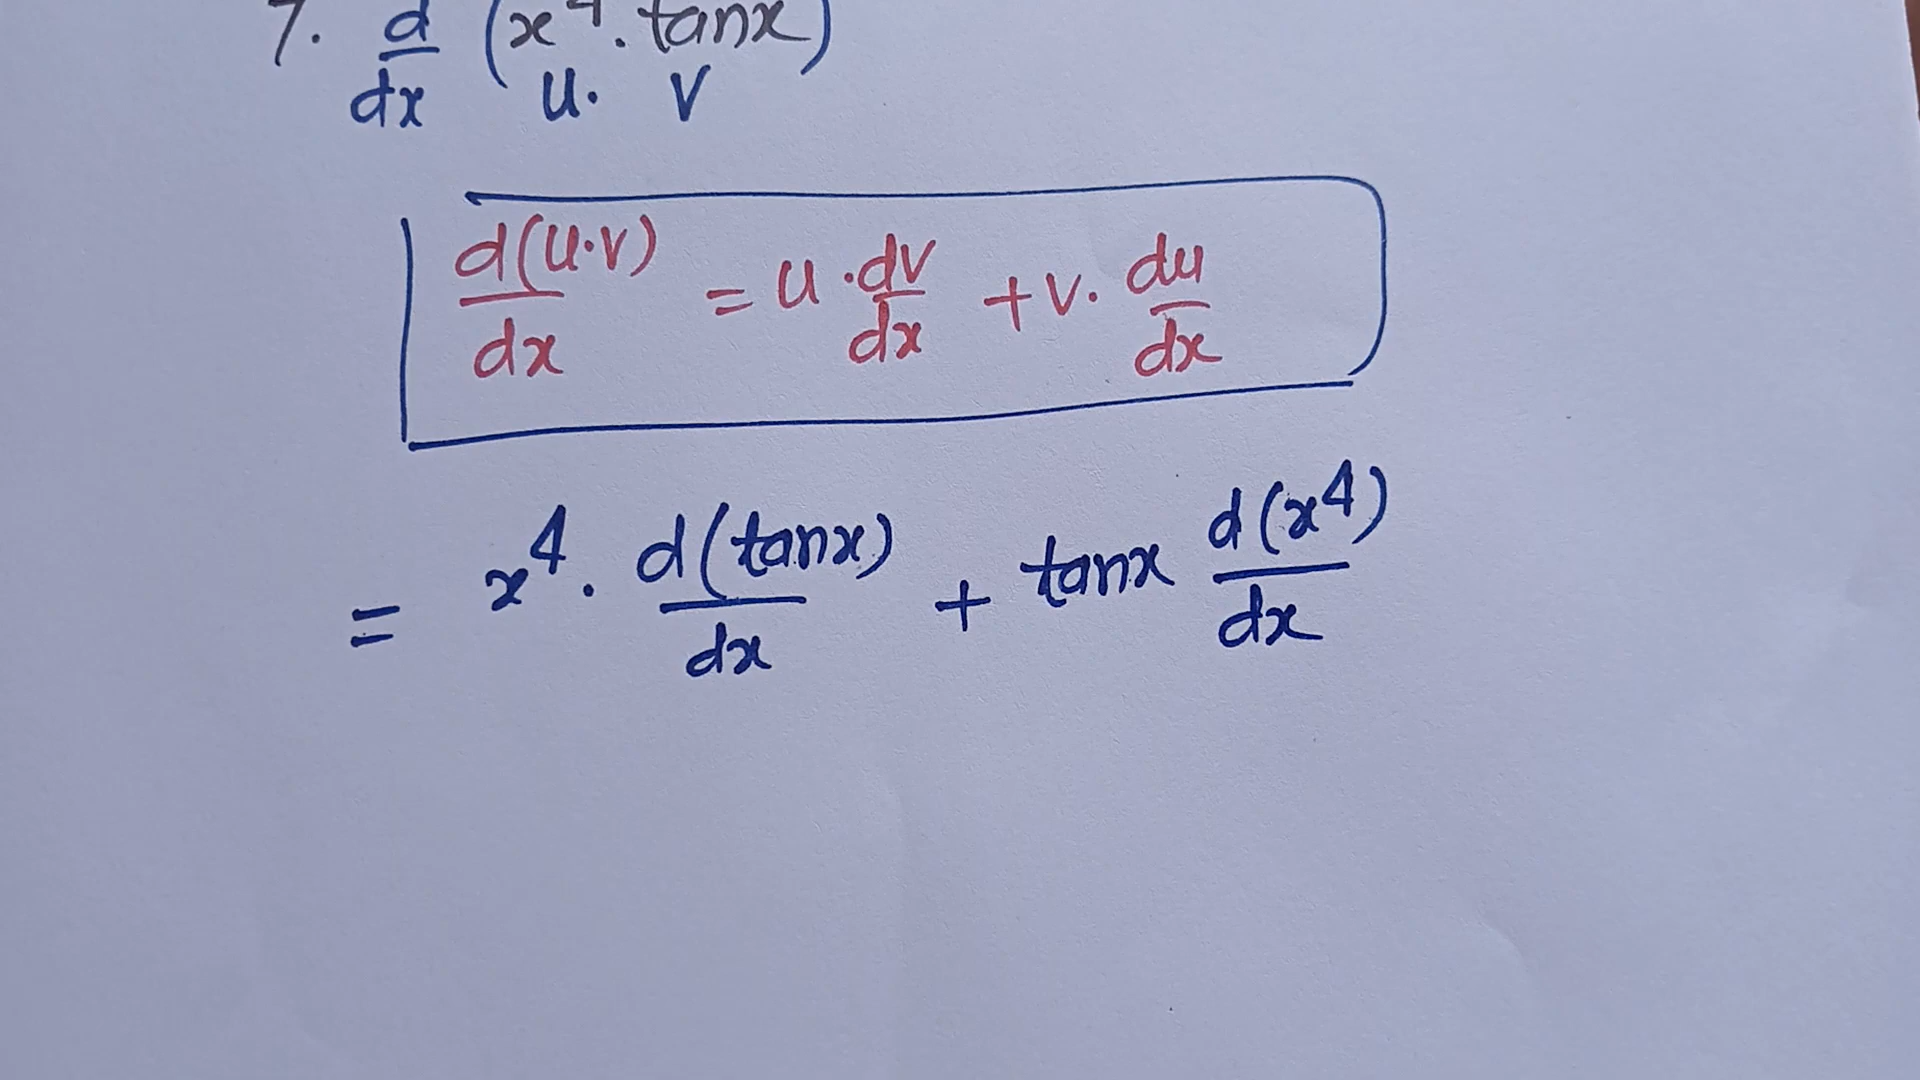 7. d/dx (x⁴. tanx)
u. v
d(u·v)/dx = u·dv/dx + v. du/dx
= x⁴. d(tanx)/dx + tanx d(x⁴)/dx